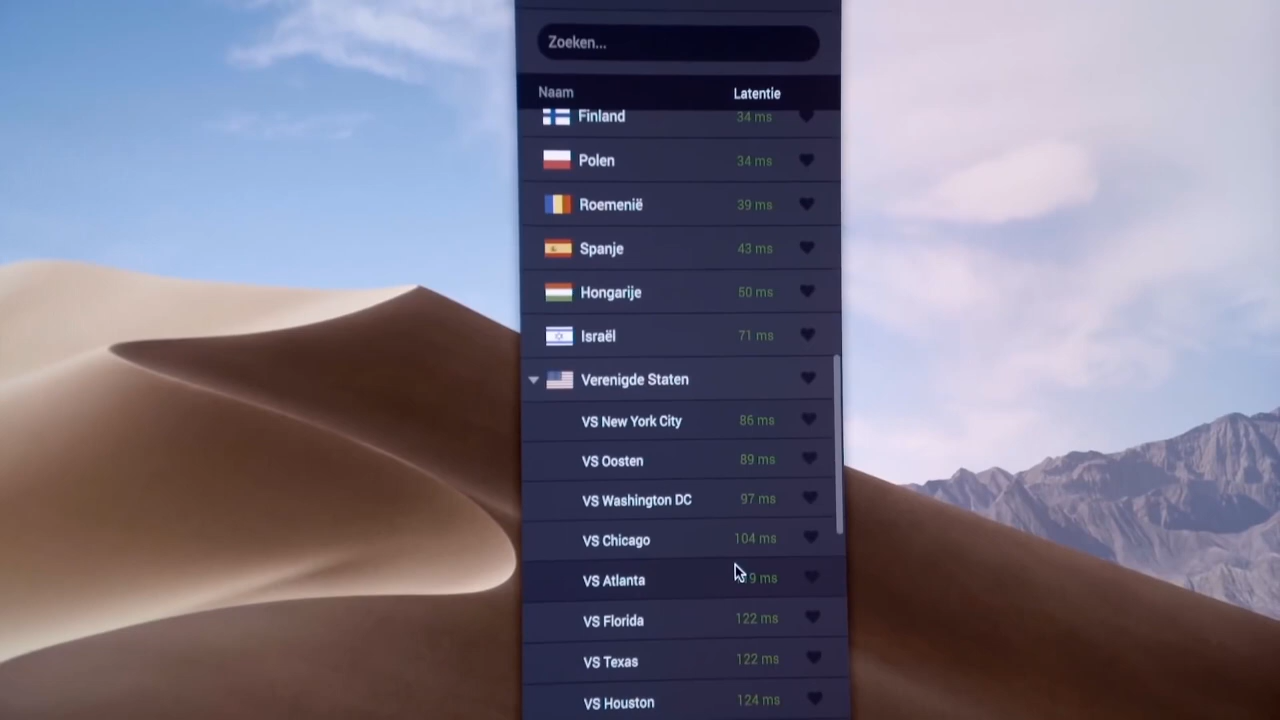 Zoeken...
Naam Latentie
Finland 34 ms
Polen 34 ms
Roemenië 39 ms
Spanje 43 ms
Hongarije 50 ms
Israël 71 ms
Verenigde Staten
VS New York City 86 ms
VS Oosten 89 ms
VS Washington DC 97 ms
VS Chicago 104 ms
VS Atlanta ms
VS Florida 122 ms
VS Texas 122 ms
VS Houston 124 ms